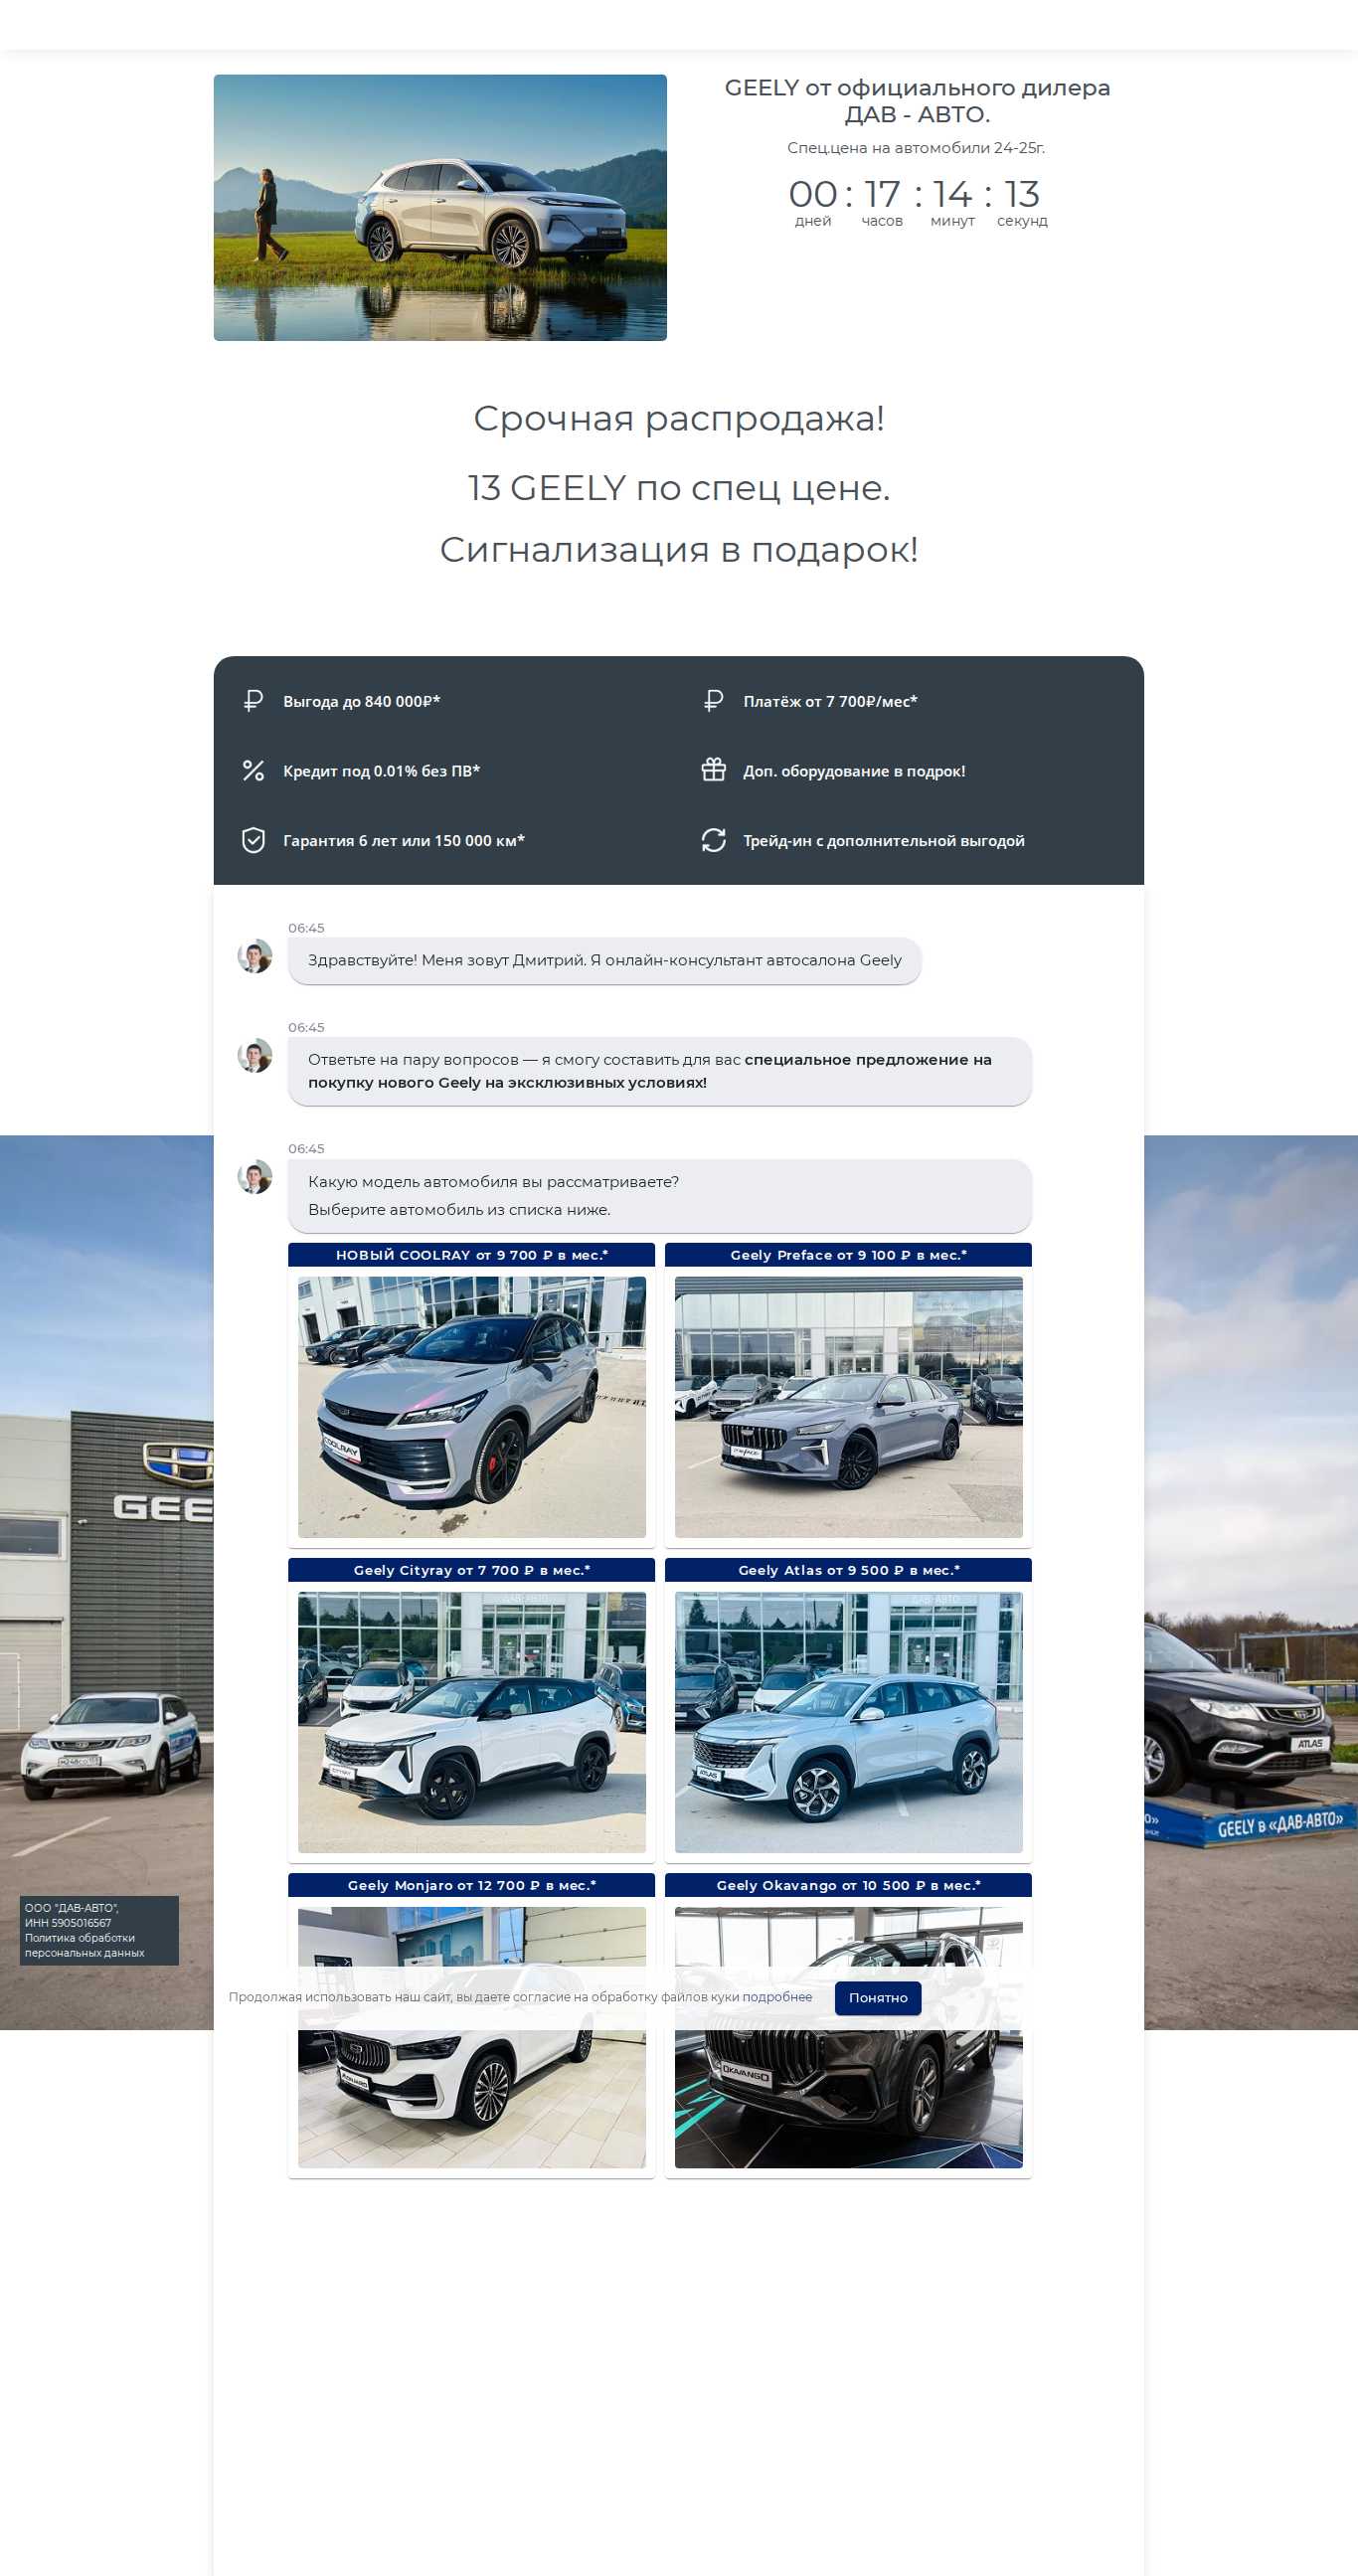 GEELY от официального дилера
ДАВ - АВТО.
Спец.цена на автомобили 24-25г.
00 : 17 : 14 : 13
дней часов минут секунд
Срочная распродажа!
13 GEELY по спец цене.
Сигнализация в подарок!
Выгода до 840 000₽*
Платёж от 7 700₽/мес*
Кредит под 0.01% без ПВ*
Доп. оборудование в подрок!
Гарантия 6 лет или 150 000 км*
Трейд-ин с дополнительной выгодой
06:45
Здравствуйте! Меня зовут Дмитрий. Я онлайн-консультант автосалона Geely
06:45
Ответьте на пару вопросов — я смогу составить для вас специальное предложение на
покупку нового Geely на эксклюзивных условиях!
06:45
Какую модель автомобиля вы рассматриваете?
Выберите автомобиль из списка ниже.
НОВЫЙ COOLRAY от 9 700 ₽ в мес.*
Geely Preface от 9 100 ₽ в мес.*
COOLRAY
GEE
Geely Cityray от 7 700 ₽ в мес.*
Geely Atlas от 9 500 ₽ в мес.*
ATLAS
ATLAS
GEELY в «ДАВ-АВТО»
Geely Monjaro от 12 700 ₽ в мес.*
Geely Okavango от 10 500 ₽ в мес.*
ООО "ДАВ-АВТО",
ИНН 5905016567
Политика обработки
персональных данных
Продолжая использовать наш сайт, вы даете согласие на обработку файлов куки подробнее
Понятно
MONJARO
OKAVANGO